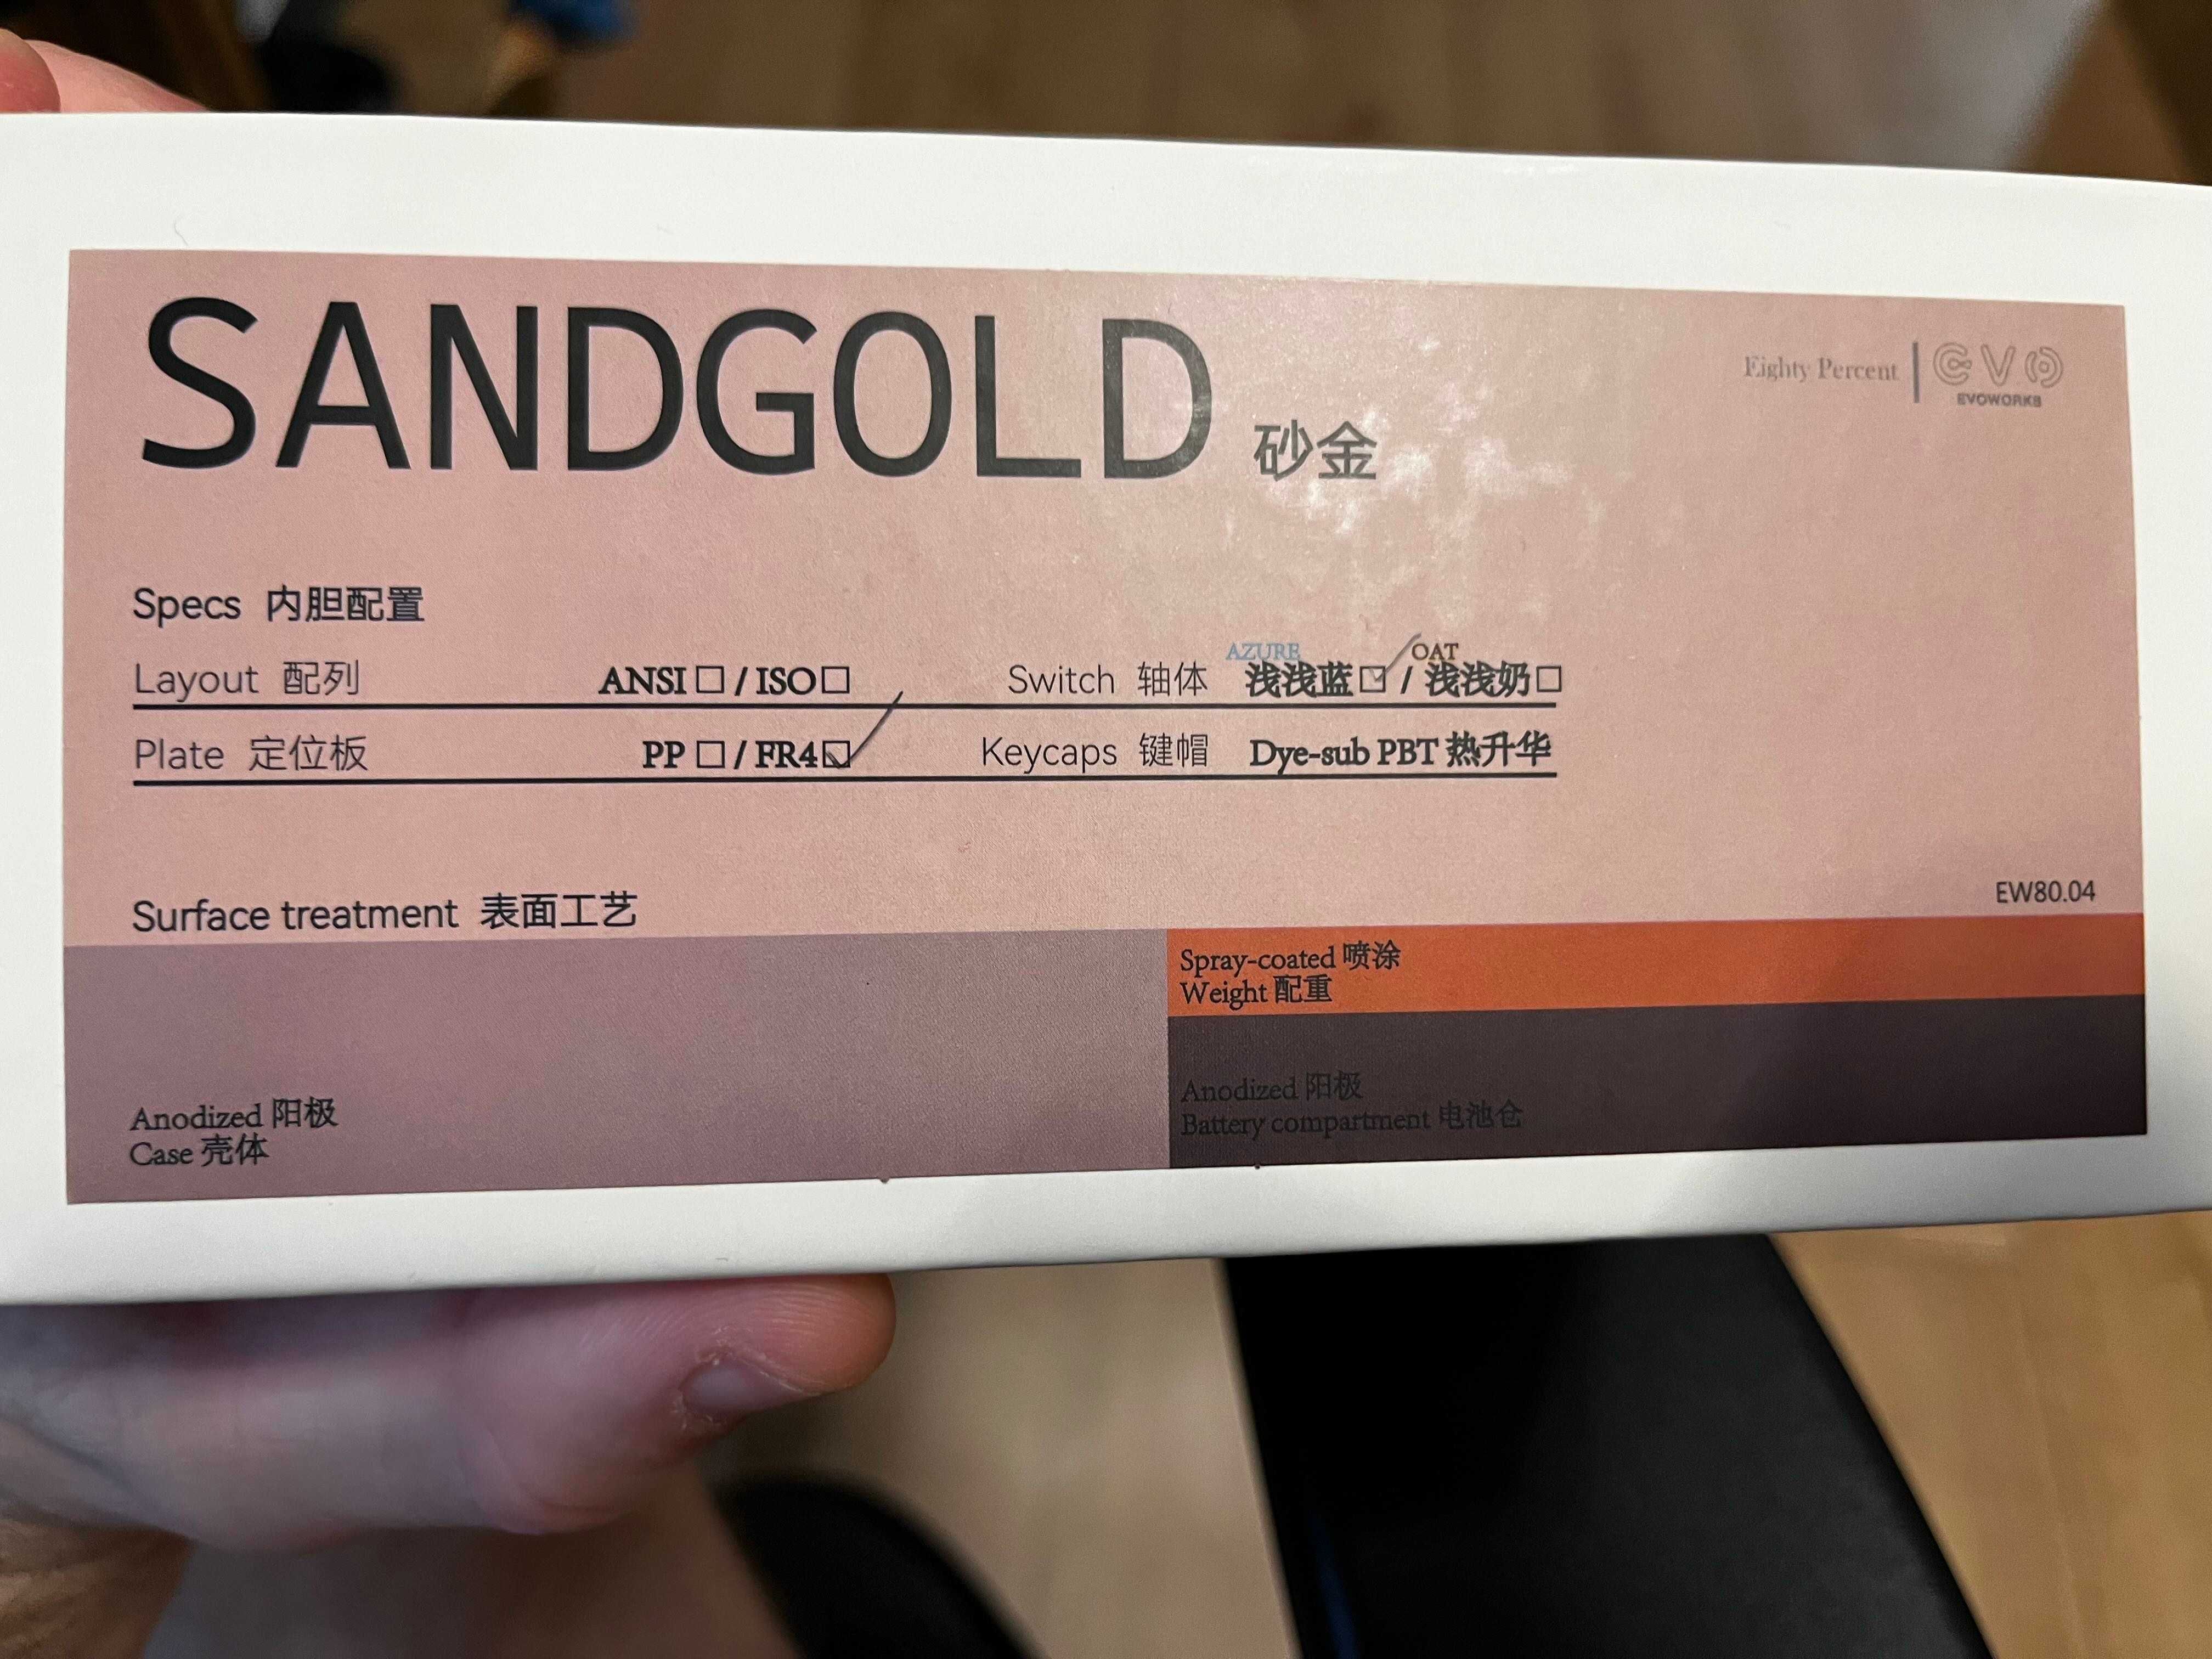 SANDGOLD 砂金
Eighty Percent | EVO
EVOWORKS
Specs 内胆配置
AZURE OAT
Layout 配列 ANSI □ / ISO □ Switch 轴体 浅浅蓝 ☑ / 浅浅奶 □
Plate 定位板 PP □ / FR4 ☑ Keycaps 键帽 Dye-sub PBT 热升华
Surface treatment 表面工艺
EW80.04
Spray-coated 喷涂
Weight 配重
Anodized 阳极
Case 壳体
Anodized 阳极
Battery compartment 电池仓